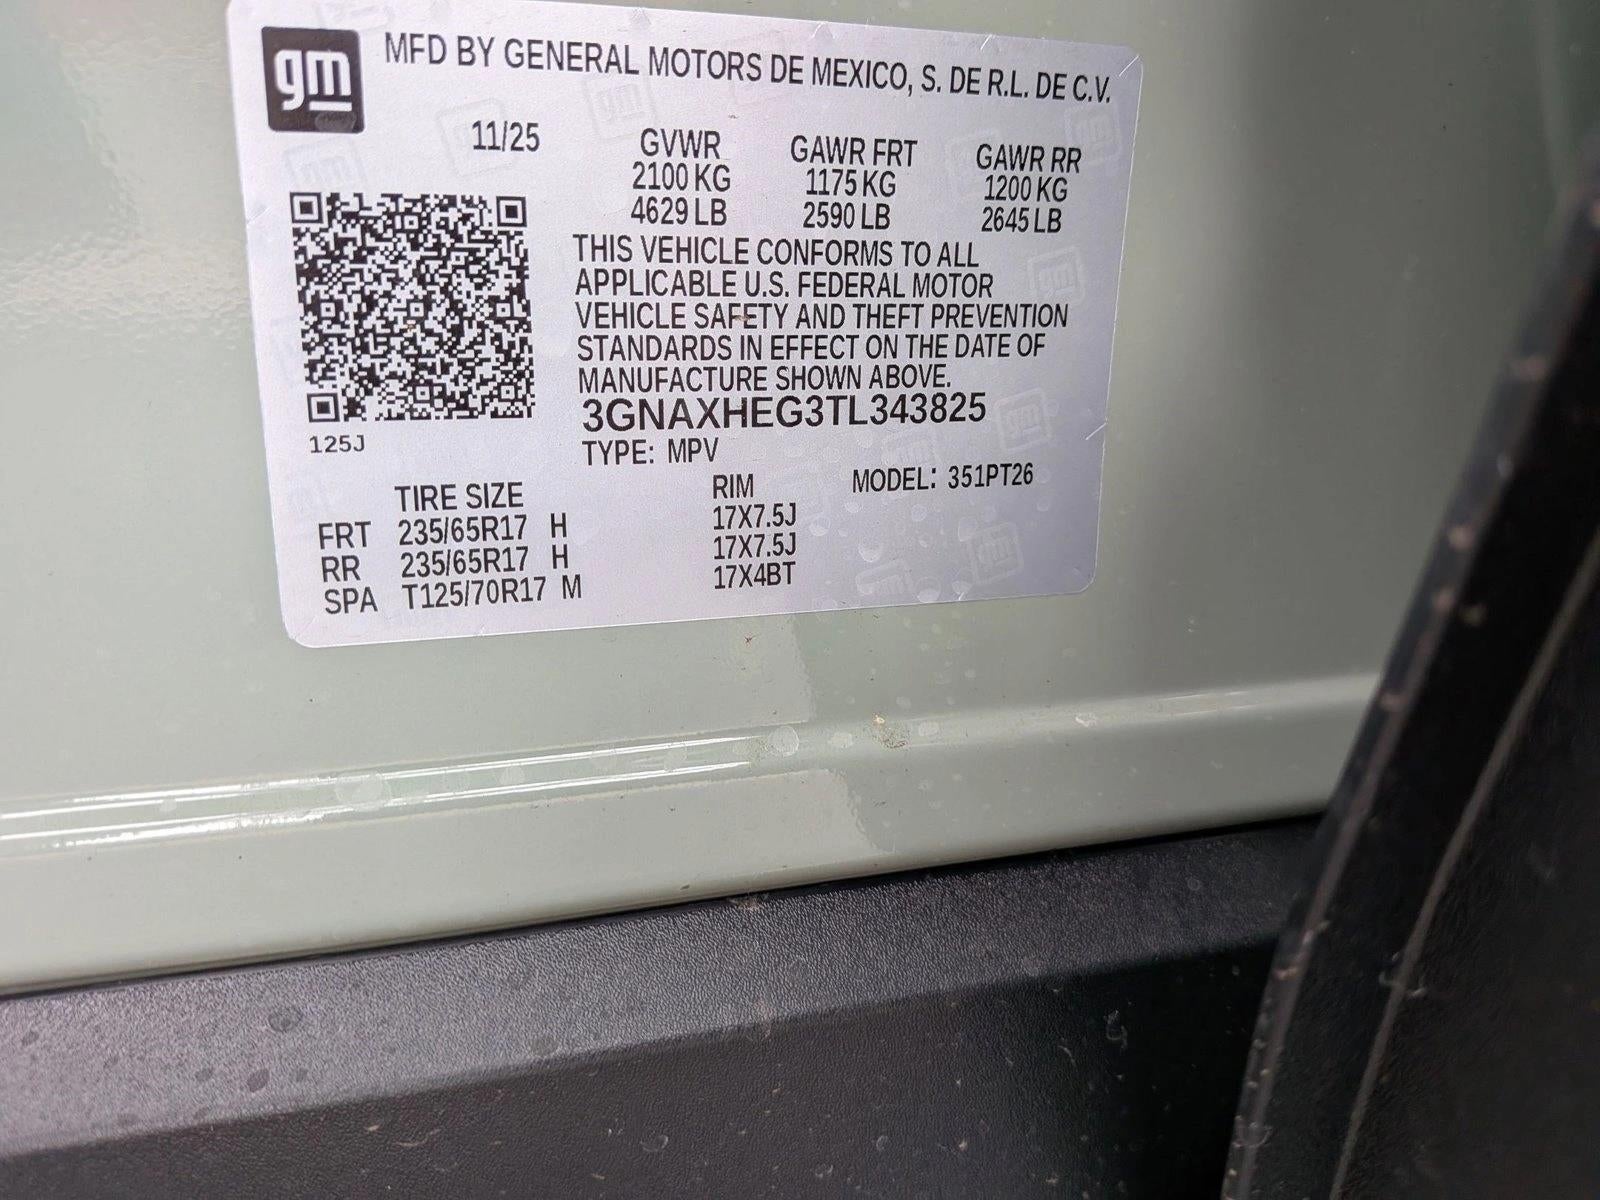 gm
MFD BY GENERAL MOTORS DE MEXICO, S. DE R.L. DE C.V.
11/25 GVWR GAWR FRT GAWR RR
2100 KG 1175 KG 1200 KG
4629 LB 2590 LB 2645 LB
THIS VEHICLE CONFORMS TO ALL
APPLICABLE U.S. FEDERAL MOTOR
VEHICLE SAFETY AND THEFT PREVENTION
STANDARDS IN EFFECT ON THE DATE OF
MANUFACTURE SHOWN ABOVE.
3GNAXHEG3TL343825
125J
TYPE: MPV
TIRE SIZE RIM MODEL: 351PT26
FRT 235/65R17 H 17X7.5J
RR 235/65R17 H 17X7.5J
SPA T125/70R17 M 17X4BT